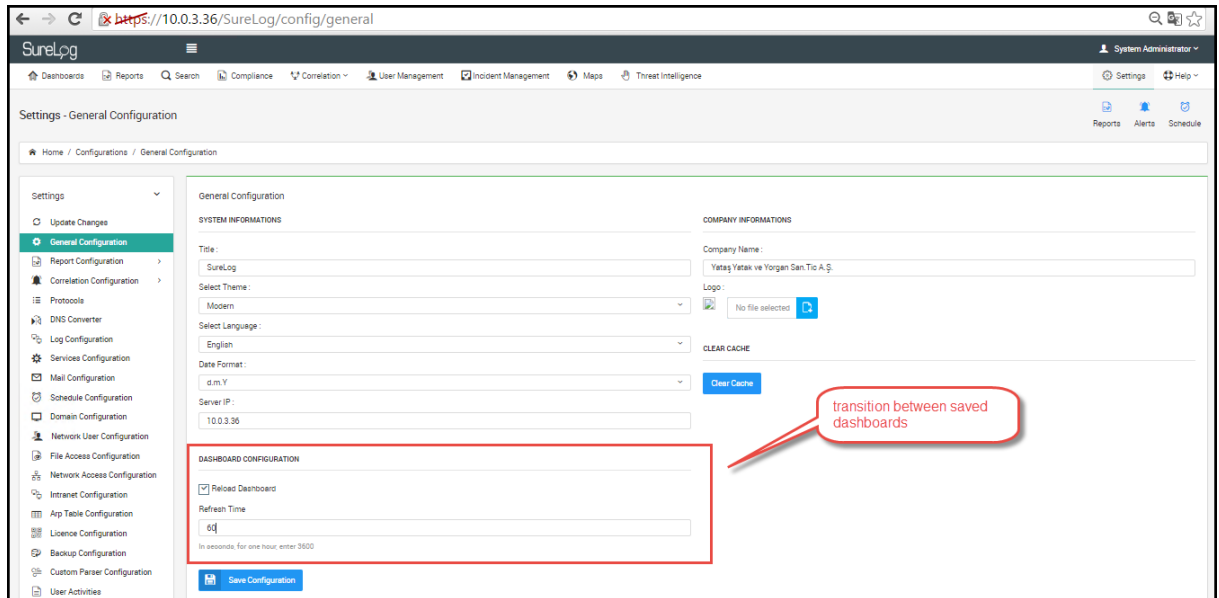 https://10.0.3.36/SureLog/config/general
SureLog
System Administrator
Dashboards Reports Search Compliance Correlation User Management Incident Management Maps Threat Intelligence Settings Help
Settings - General Configuration
Reports Alerts Schedule
Home / Configurations / General Configuration
Settings
Update Changes
General Configuration
Report Configuration
Correlation Configuration
Protocols
DNS Converter
Log Configuration
Services Configuration
Mail Configuration
Schedule Configuration
Domain Configuration
Network User Configuration
File Access Configuration
Network Access Configuration
Intranet Configuration
Arp Table Configuration
Licence Configuration
Backup Configuration
Custom Parser Configuration
User Activities
General Configuration
SYSTEM INFORMATIONS
Title :
SureLog
Select Theme :
Modern
Select Language :
English
Date Format :
d.m.Y
Server IP :
10.0.3.36
DASHBOARD CONFIGURATION
Reload Dashboard
Refresh Time
60
In seconds, for one hour, enter 3600
Save Configuration
COMPANY INFORMATIONS
Company Name :
Yataş Yatak ve Yorgan San.Tic A.Ş.
Logo :
No file selected
CLEAR CACHE
Clear Cache
transition between saved
dashboards